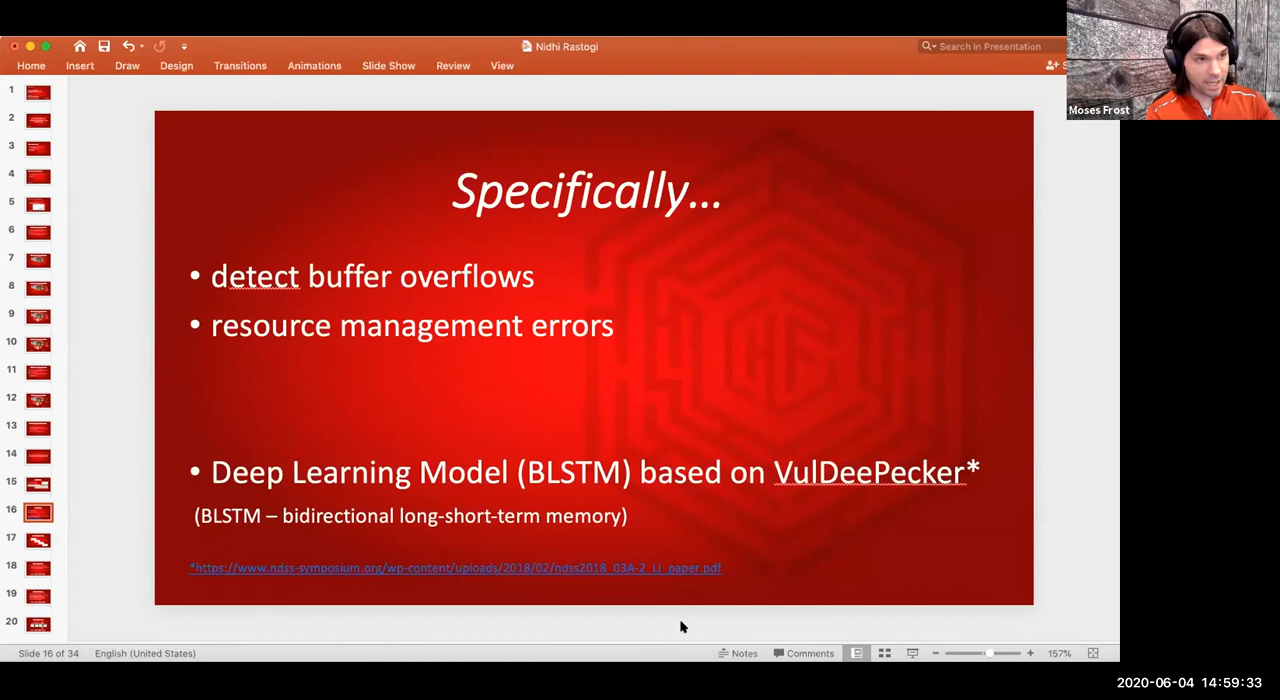 Nidhi Rastogi
Search in Presentation
Home Insert Draw Design Transitions Animations Slide Show Review View
Moses Frost
1
2
3
4
5
6
7
8
9
10
11
12
13
14
15
16
17
18
19
20
Specifically...
• detect buffer overflows
• resource management errors
• Deep Learning Model (BLSTM) based on VulDeePecker*
(BLSTM – bidirectional long-short-term memory)
*https://www.ndss-symposium.org/wp-content/uploads/2018/02/ndss2018_03A-2_Li_paper.pdf
Slide 16 of 34 English (United States) Notes Comments 157%
2020-06-04 14:59:33